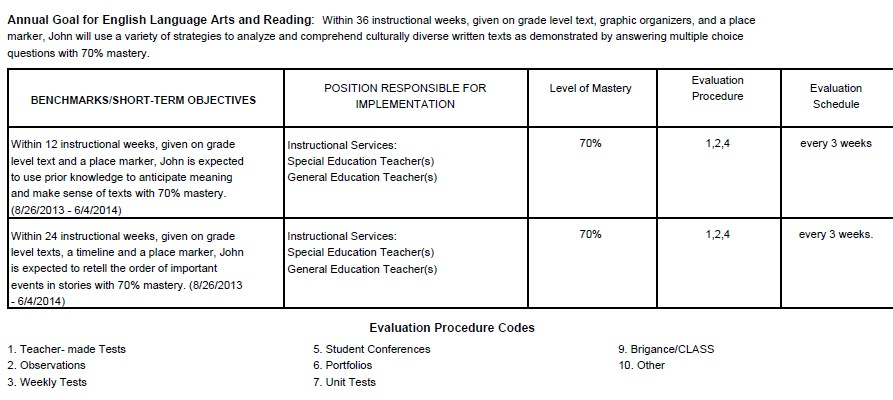 Annual Goal for English Language Arts and Reading: Within 36 instructional weeks, given on grade level text, graphic organizers, and a place
marker, John will use a variety of strategies to analyze and comprehend culturally diverse written texts as demonstrated by answering multiple choice
questions with 70% mastery.
BENCHMARKS/SHORT-TERM OBJECTIVES
POSITION RESPONSIBLE FOR
IMPLEMENTATION
Level of Mastery
Evaluation
Procedure
Evaluation
Schedule
Within 12 instructional weeks, given on grade
level text and a place marker, John is expected
to use prior knowledge to anticipate meaning
and make sense of texts with 70% mastery.
(8/26/2013 - 6/4/2014)
Instructional Services:
Special Education Teacher(s)
General Education Teacher(s)
70%
1,2,4
every 3 weeks
Within 24 instructional weeks, given on grade
level texts, a timeline and a place marker, John
is expected to retell the order of important
events in stories with 70% mastery. (8/26/2013
- 6/4/2014)
Instructional Services:
Special Education Teacher(s)
General Education Teacher(s)
70%
1,2,4
every 3 weeks.
Evaluation Procedure Codes
1. Teacher- made Tests
2. Observations
3. Weekly Tests
5. Student Conferences
6. Portfolios
7. Unit Tests
9. Brigance/CLASS
10. Other